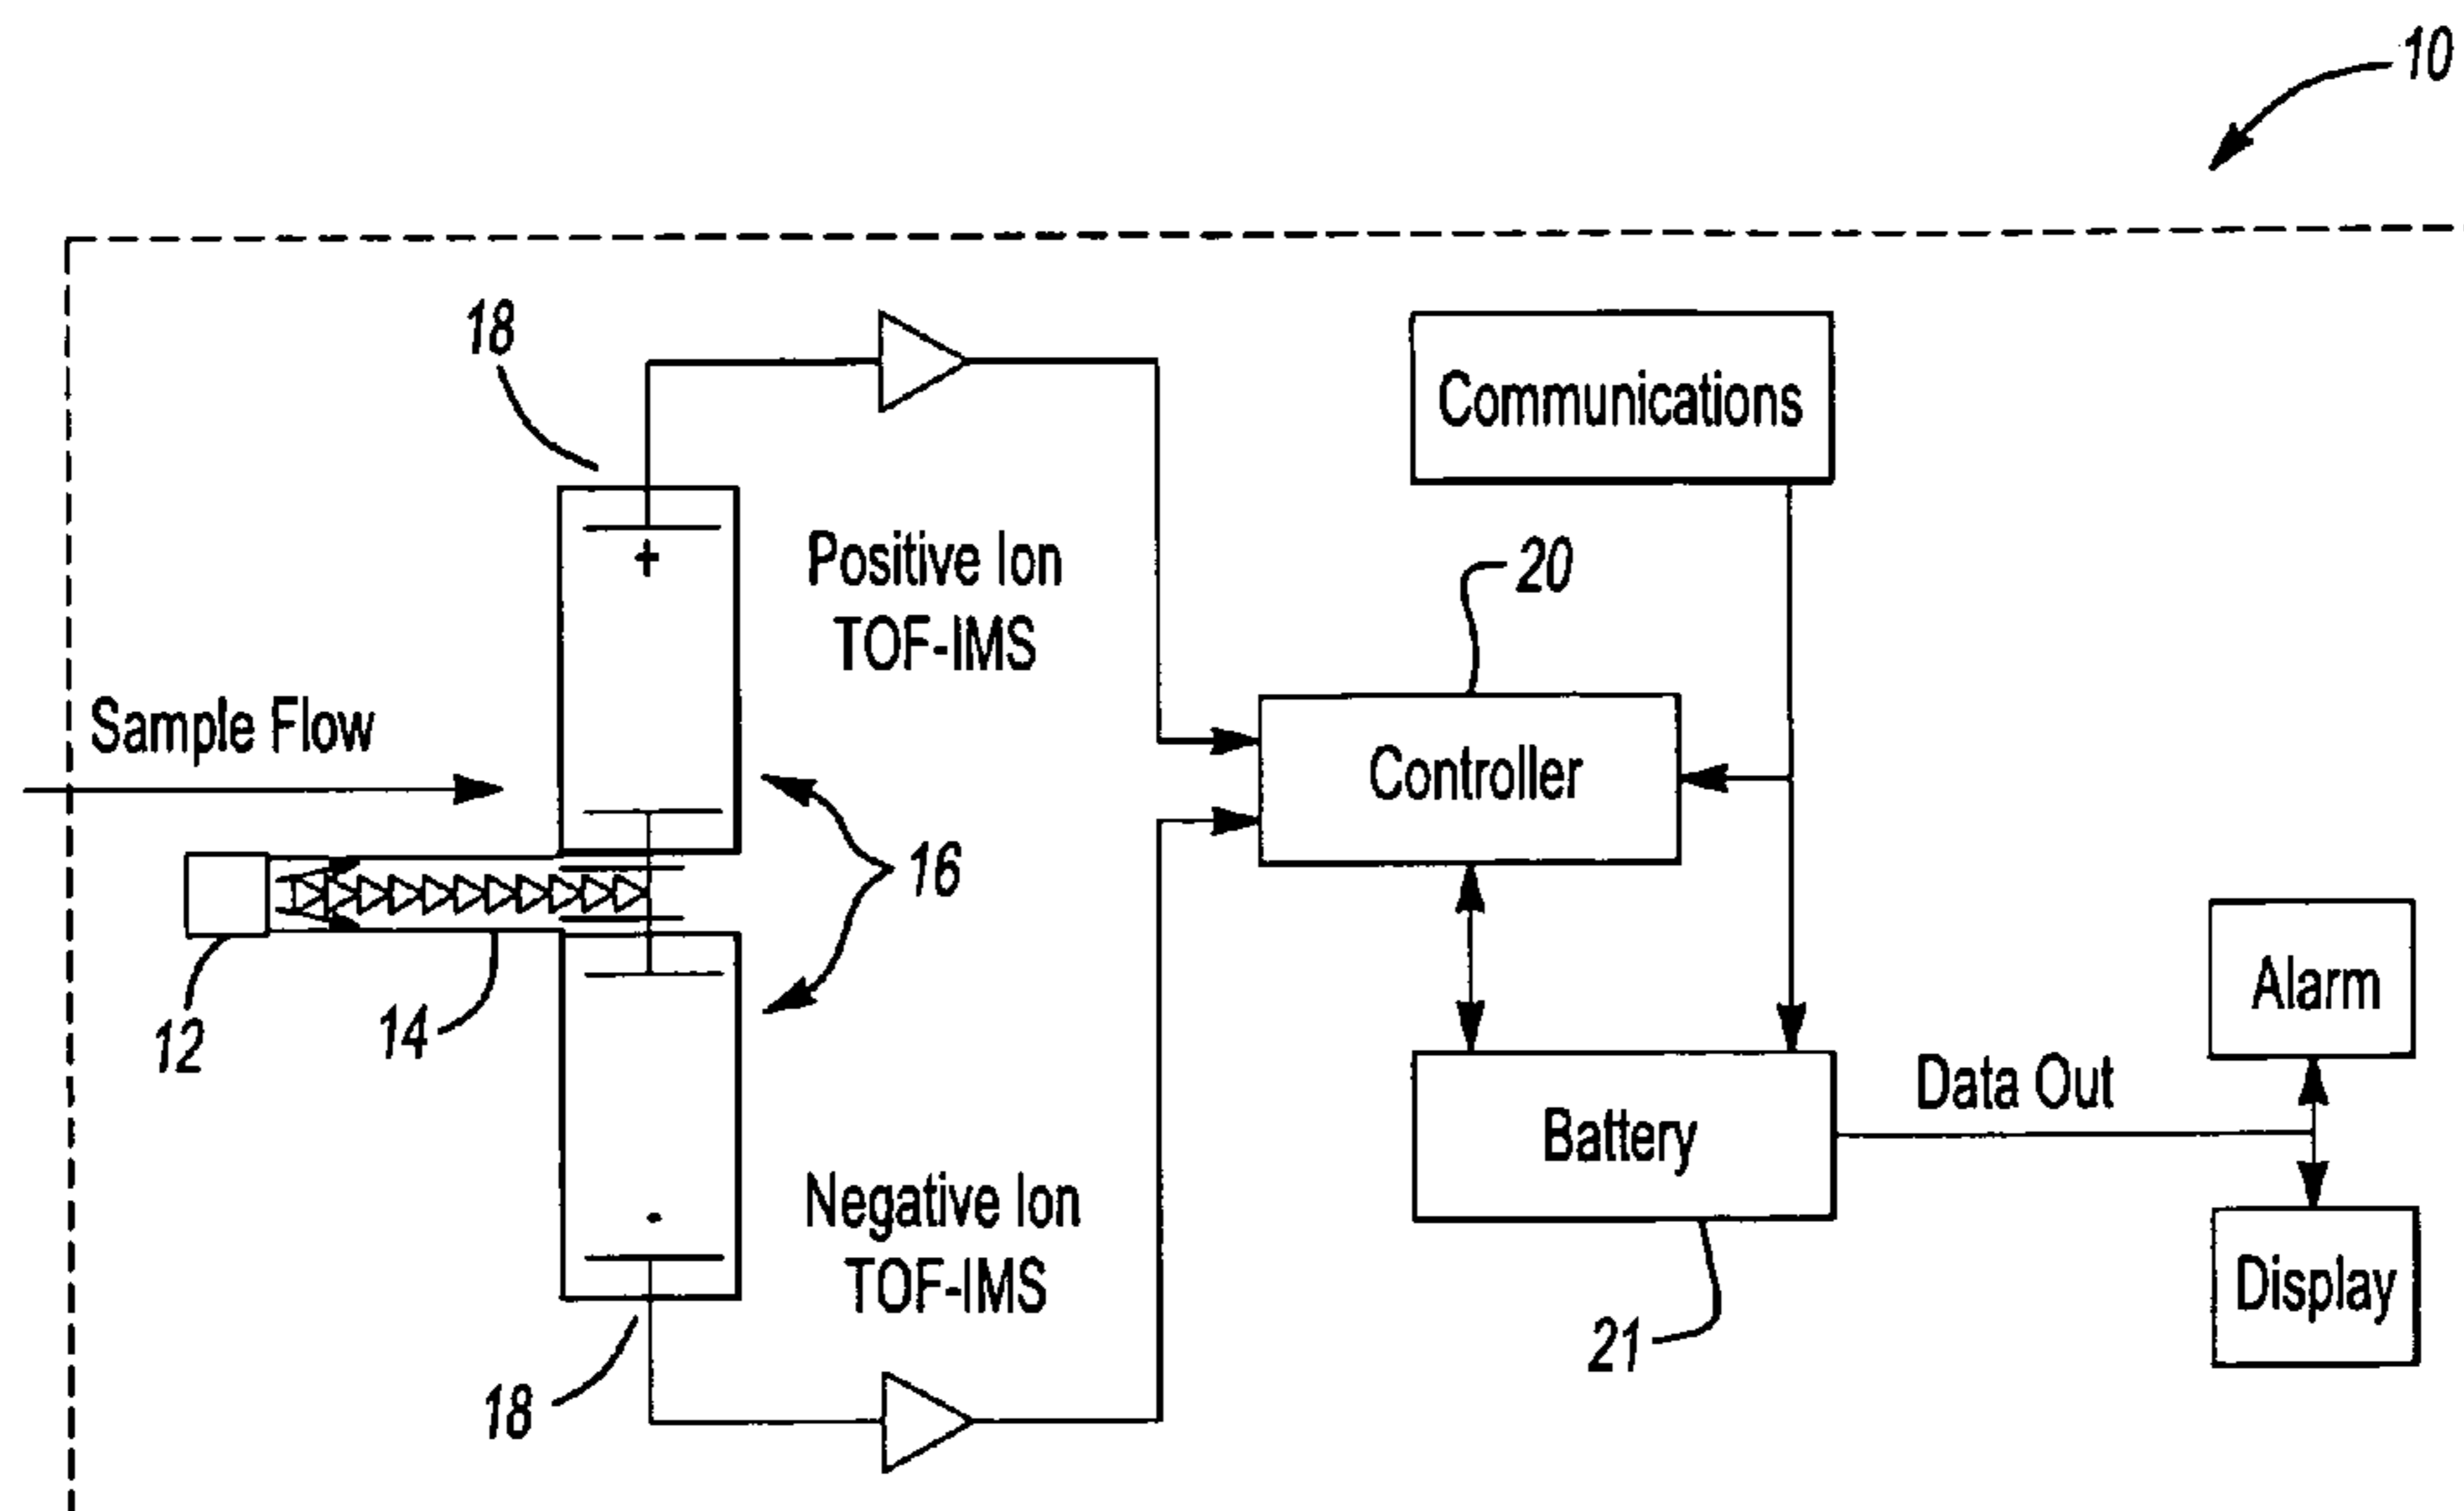 10
18
Communications
Positive Ion
TOF-IMS
20
Sample Flow
Controller
16
12
14
Alarm
Data Out
Battery
Negative Ion
TOF-IMS
Display
21
18
+
-